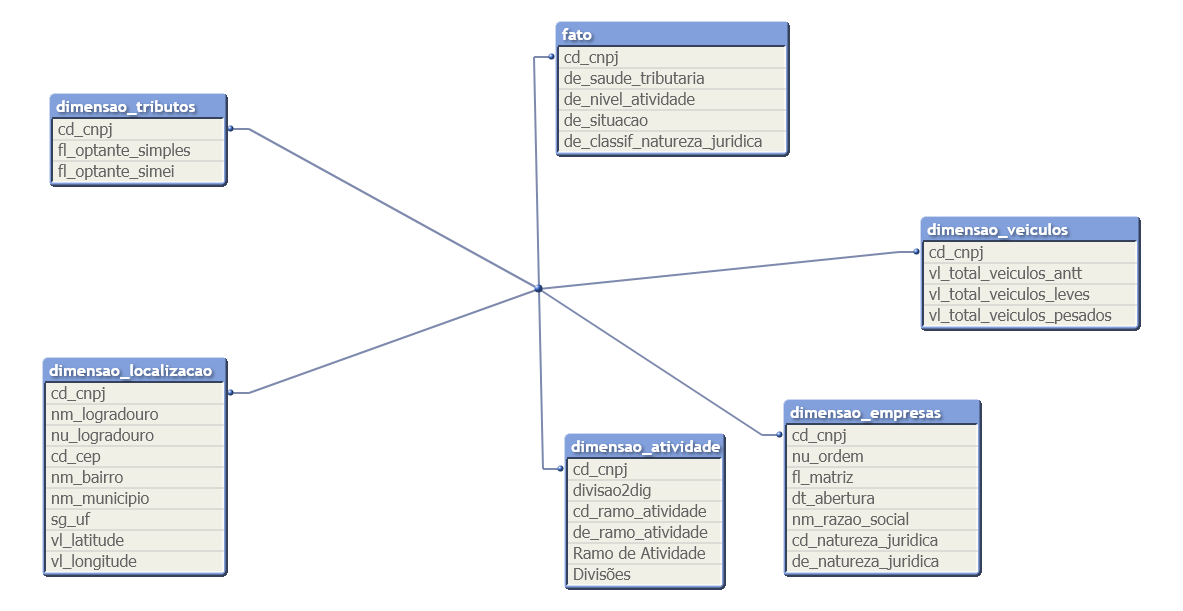 fato
cd_cnpj
de_saude_tributaria
de_nivel_atividade
de_situacao
de_classif_natureza_juridica
dimensao_tributos
cd_cnpj
fl_optante_simples
fl_optante_simei
dimensao_veiculos
cd_cnpj
vl_total_veiculos_antt
vl_total_veiculos_leves
vl_total_veiculos_pesados
dimensao_localizacao
cd_cnpj
nm_logradouro
nu_logradouro
cd_cep
nm_bairro
nm_municipio
sg_uf
vl_latitude
vl_longitude
dimensao_atividade
cd_cnpj
divisao2dig
cd_ramo_atividade
de_ramo_atividade
Ramo de Atividade
Divisões
dimensao_empresas
cd_cnpj
nu_ordem
fl_matriz
dt_abertura
nm_razao_social
cd_natureza_juridica
de_natureza_juridica